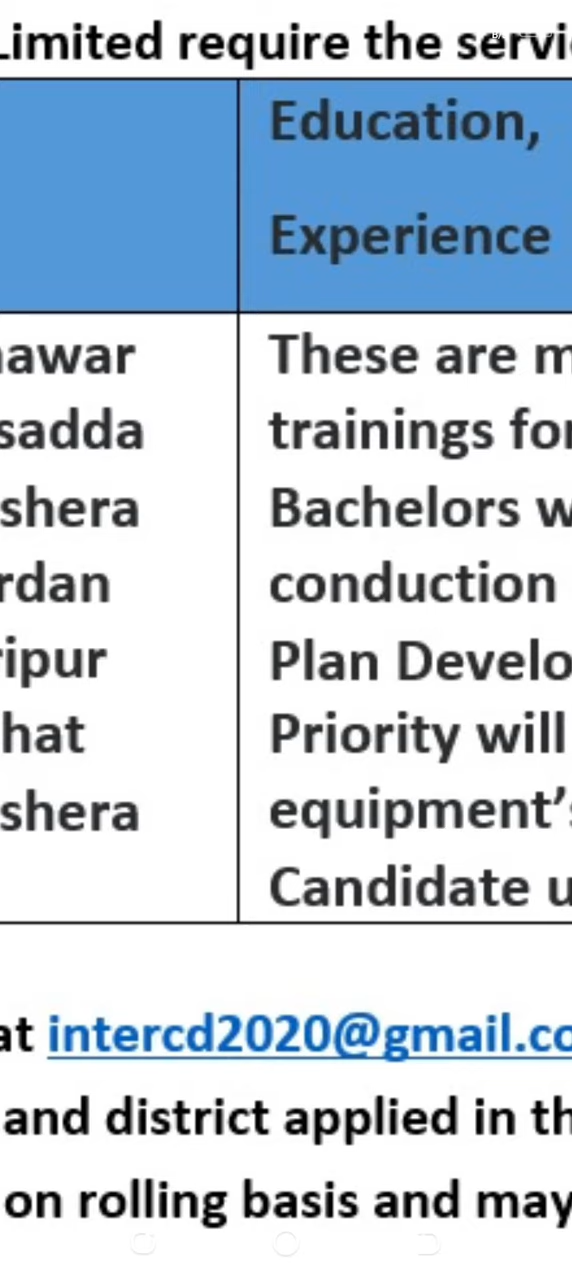 Limited require the servi
Education,
Experience
awar
sadda
shera
rdan
ripur
hat
shera
These are m
trainings for
Bachelors w
conduction
Plan Develo
Priority will
equipment's
Candidate u
at intercd2020@gmail.co
and district applied in th
on rolling basis and may